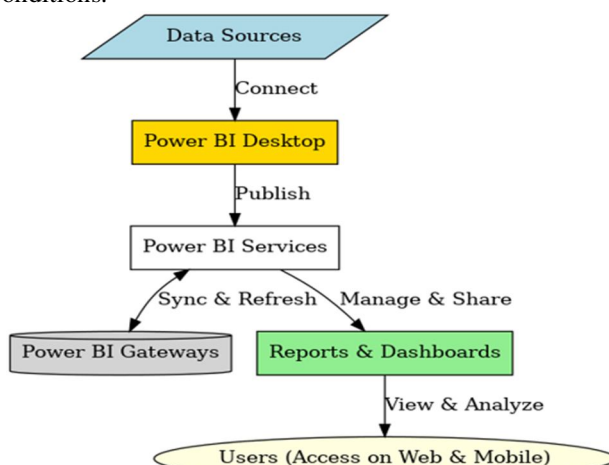 onditions.
Data Sources
Connect
Power BI Desktop
Publish
Power BI Services
Sync & Refresh
Manage & Share
Power BI Gateways
Reports & Dashboards
View & Analyze
Users (Access on Web & Mobile)